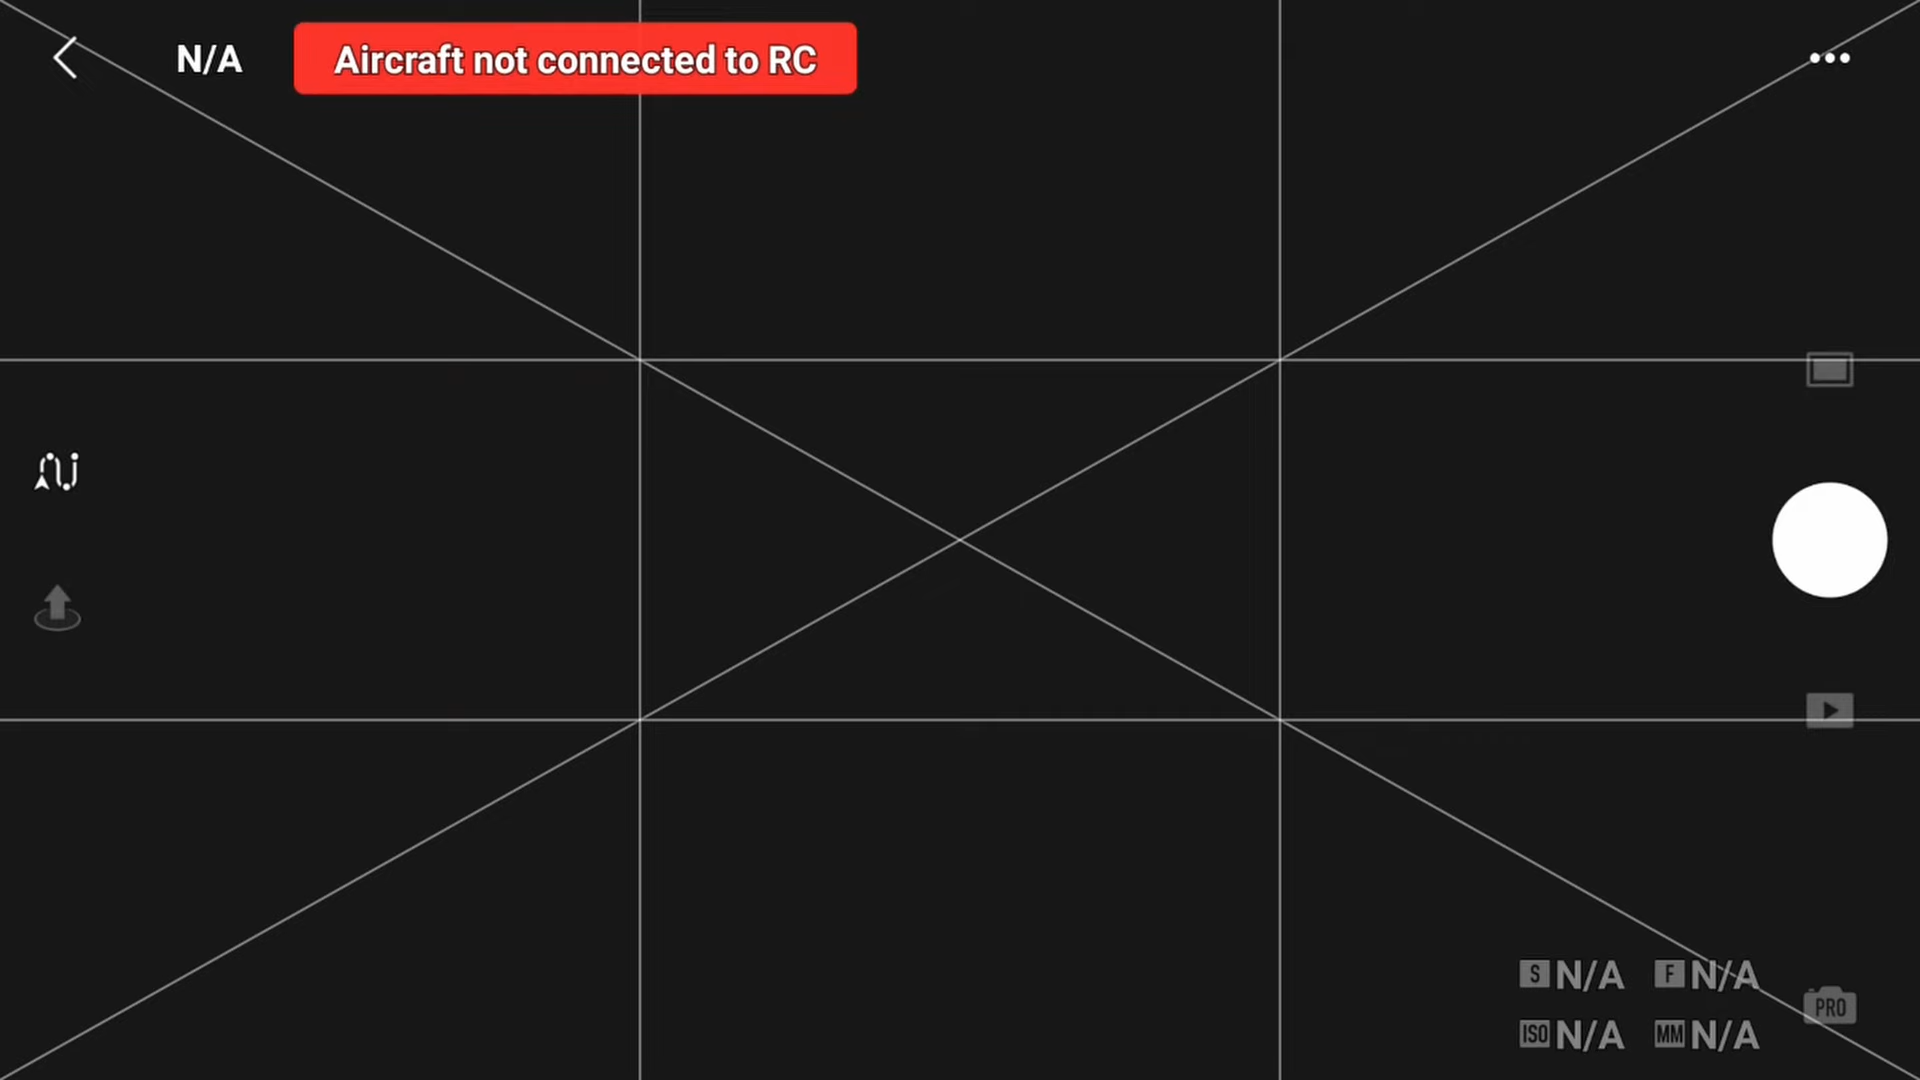 N/A
Aircraft not connected to RC
S N/A F N/A
ISO N/A MM N/A
PRO